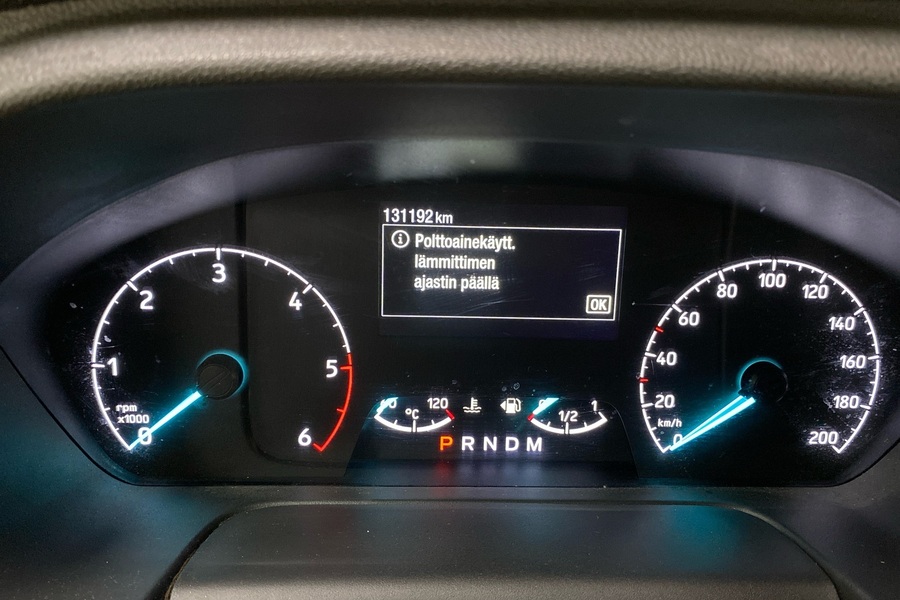 131192 km
Polttoainekäytt.
lämmittimen
ajastin päällä
OK
0 1 2 3 4 5 6
rpm
x1000
0 20 40 60 80 100 120 140 160 180 200
km/h
120
°C
1/2 1
P R N D M